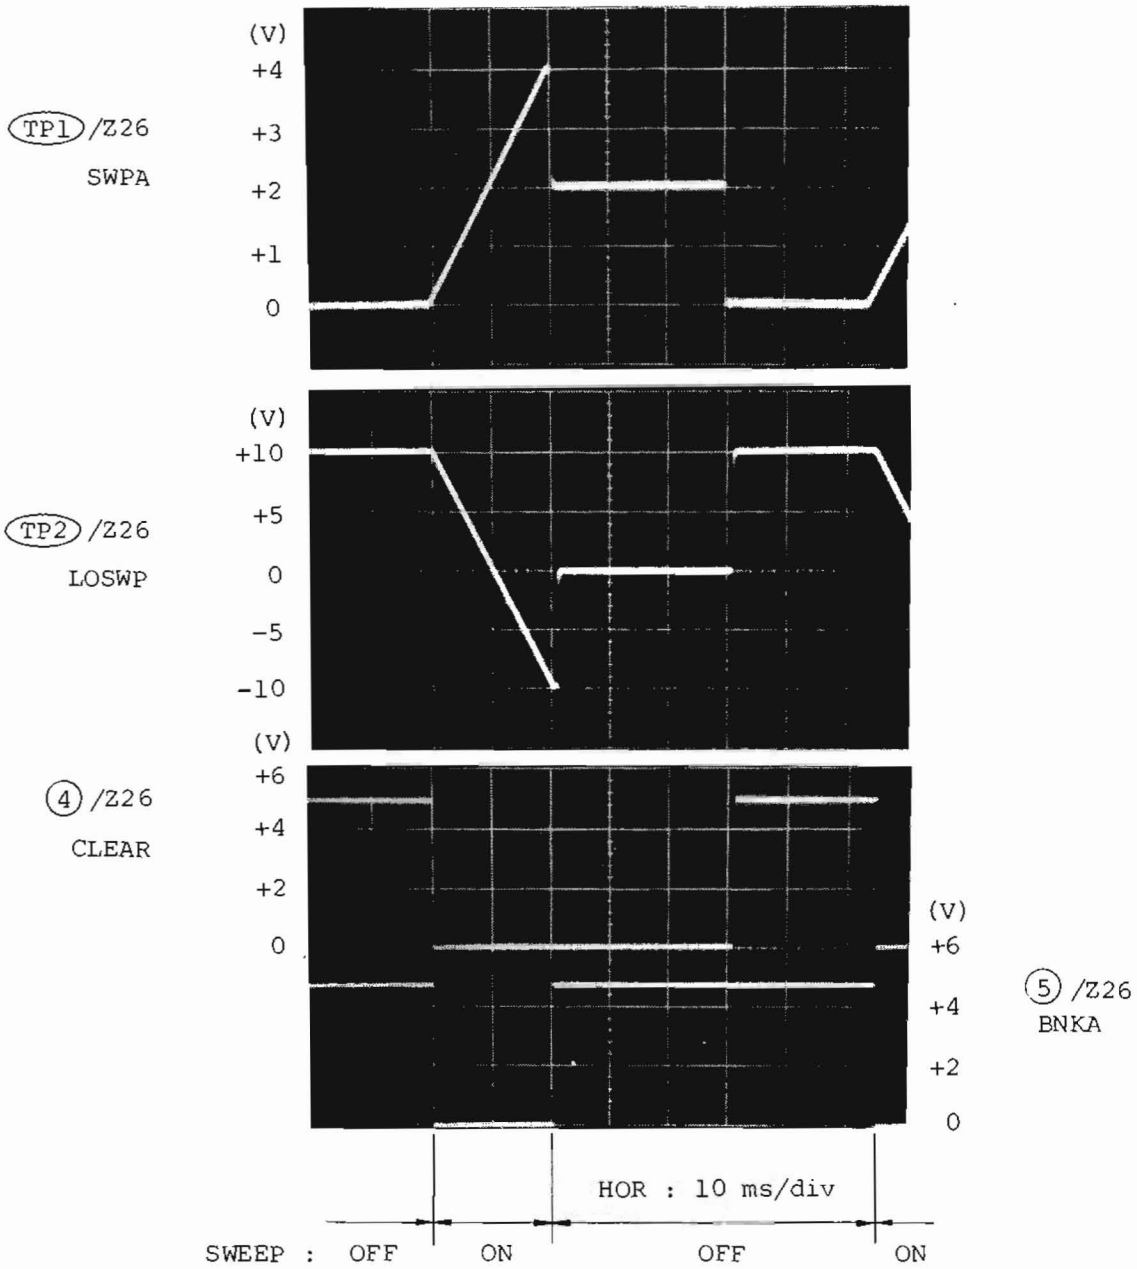 (V)
+4
+3
+2
+1
0
TP1 /Z26
SWPA
(V)
+10
+5
0
-5
-10
TP2 /Z26
LOSWP
(V)
+6
+4
+2
0
4 /Z26
CLEAR
(V)
+6
+4
+2
0
5 /Z26
BNKA
HOR : 10 ms/div
SWEEP : OFF ON OFF ON